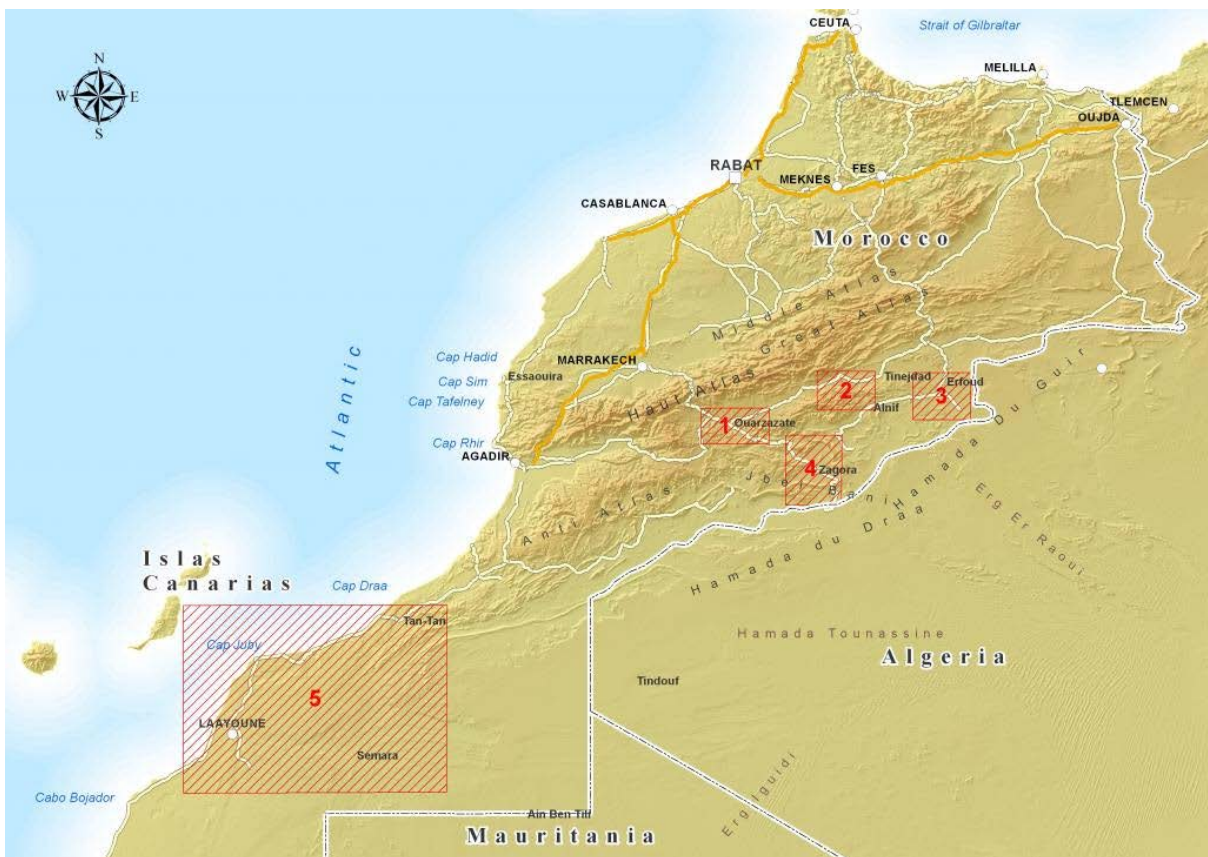 CEUTA
Strait of Gilbraltar
N
W E
S
MELILLA
TLEMCEN
OUJDA
RABAT
FES
MEKNES
CASABLANCA
Morocco
Middle Atlas
Great Atlas
Atlantic
Cap Hadid
MARRAKECH
Essaouira
Cap Sim
Cap Tafelney
Haut Atlas
Tinejdad
Erfoud
2
3
Alnif
Hamada Du Guir
1
Ouarzazate
Cap Rhir
AGADIR
4
Zagora
Jbel Bani
Anti Atlas
Hamada du Draa
Erg Er Raoui
Islas
Canarias
Cap Draa
Tan-Tan
Cap Juby
Hamada Tounassine
Algeria
Tindouf
5
LAAYOUNE
Semara
Cabo Bojador
Erg Iguidi
Ain Ben Tili
Mauritania